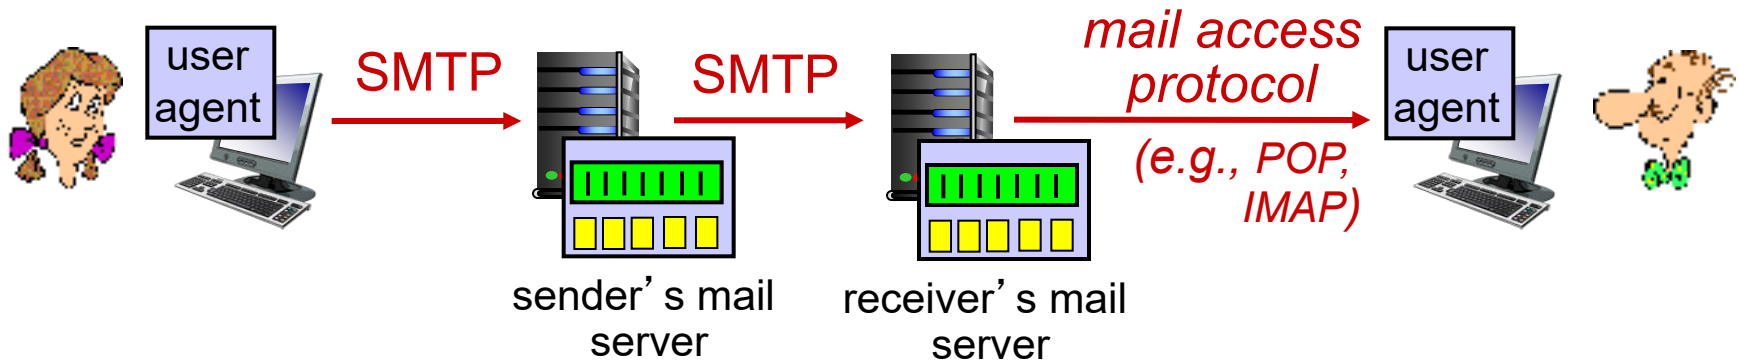 user
agent
SMTP
SMTP
mail access
protocol
(e.g., POP,
IMAP)
user
agent
sender’s mail
server
receiver’s mail
server